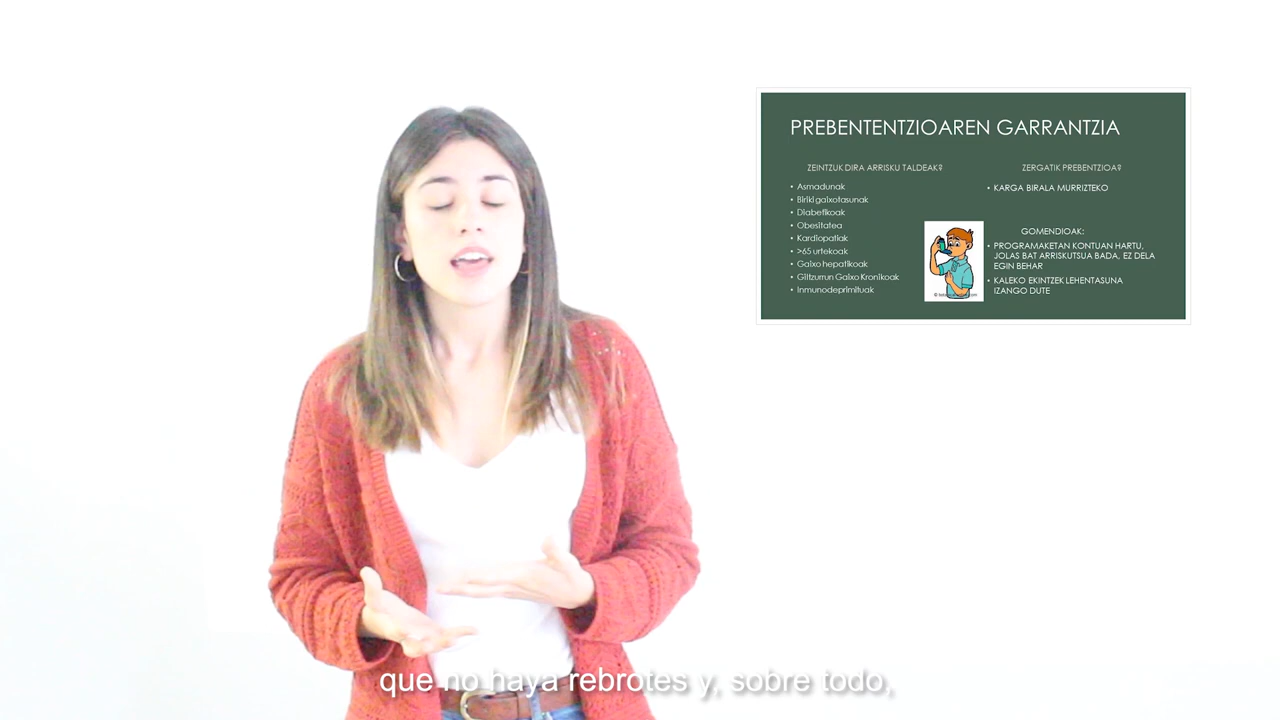 PREBENTENTZIOAREN GARRANTZIA
ZEINTZUK DIRA ARRISKU TALDEAK?
• Asmadunak
• Biriki gaixotasunak
• Diabetikoak
• Obesitatea
• Kardiopatiak
• >65 urtekoak
• Gaixo hepatikoak
• Giltzurrun Gaixo Kronikoak
• Inmunodeprimituak
ZERGATIK PREBENTZIOA?
• KARGA BIRALA MURRIZTEKO
GOMENDIOAK:
• PROGRAMAKETAN KONTUAN HARTU,
JOLAS BAT ARRISKUTSUA BADA, EZ DELA
EGIN BEHAR
• KALEKO EKINTZEK LEHENTASUNA
IZANGO DUTE
que no haya rebrotes y, sobre todo,